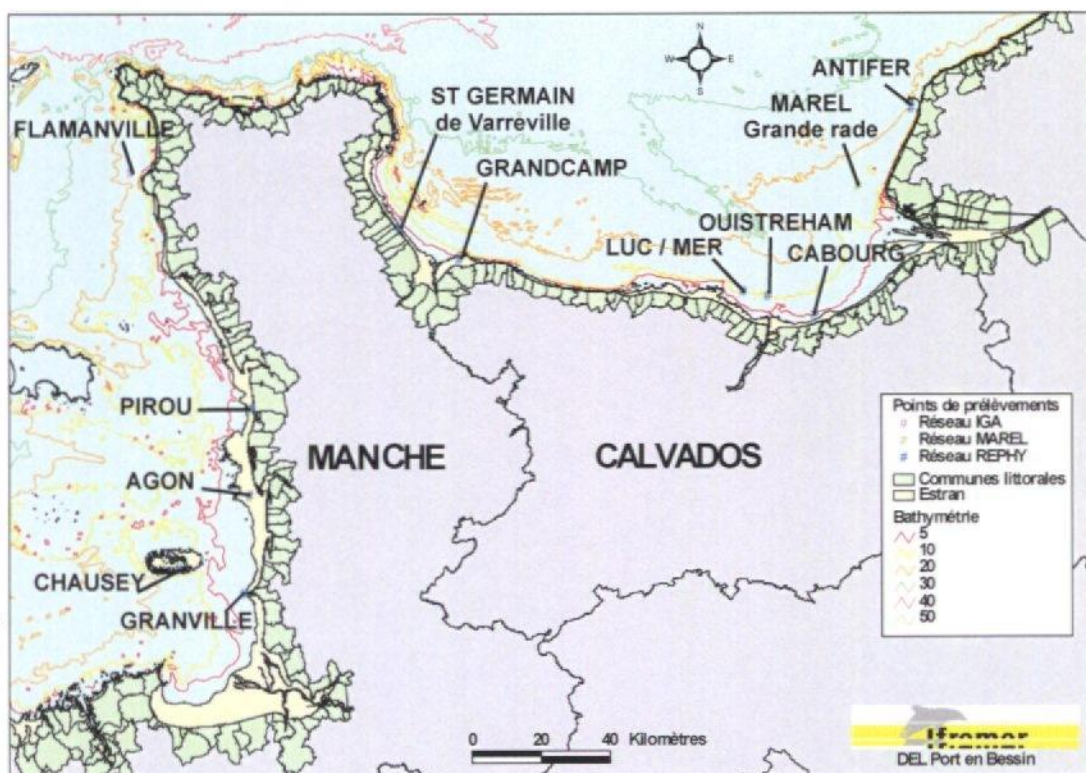 N
W E
S
ANTIFER
MAREL
Grande rade
ST GERMAIN
de Varreville
FLAMANVILLE
GRANDCAMP
OUISTREHAM
LUC / MER
CABOURG
PIROU
MANCHE
CALVADOS
AGON
CHAUSEY
GRANVILLE
Points de prélèvements
Réseau IGA
Réseau MAREL
Réseau REPHY
Communes littorales
Estran
Bathymétrie
5
10
20
30
40
50
0 20 40 Kilomètres
Ifremer
DEL Port en Bessin